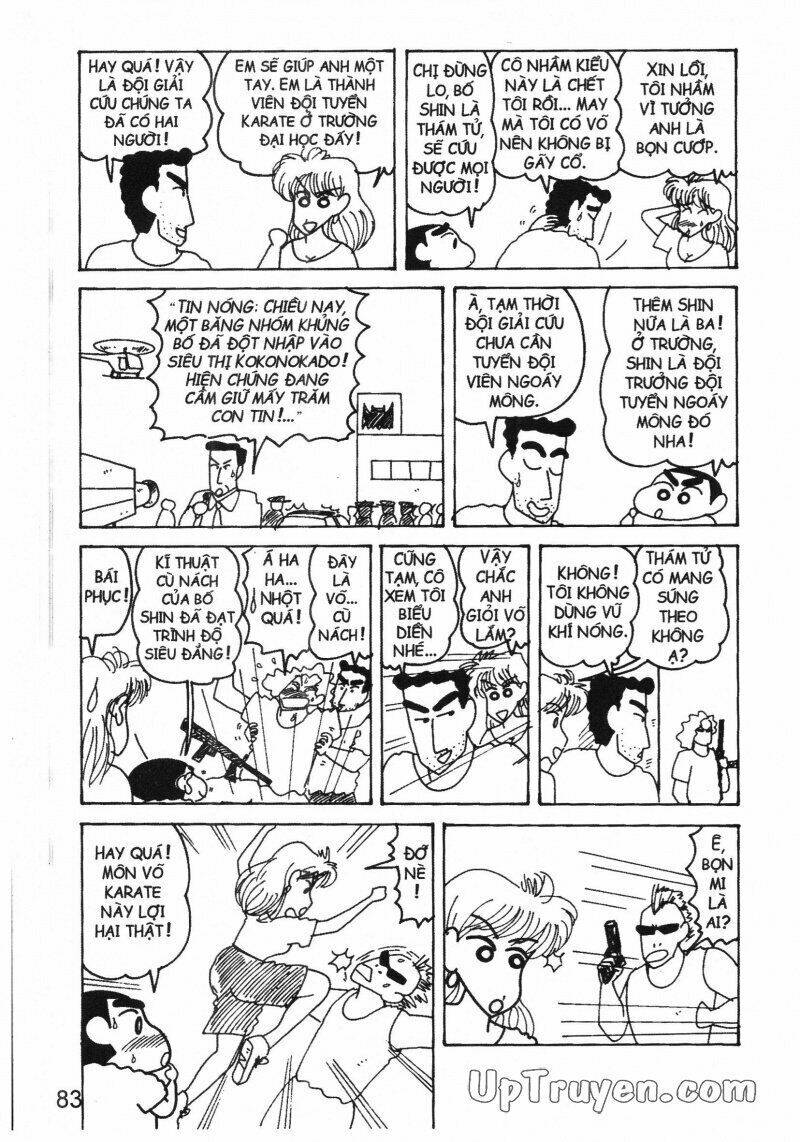 XIN LỖI,
TÔI NHẦM
VÌ TƯỞNG
ANH LÀ
BỌN CƯỚP.
CÔ NHẦM KIỂU
NÀY LÀ CHẾT
TÔI RỒI... MAY
MÀ TÔI CÓ VÕ
NÊN KHÔNG BỊ
GÃY CỔ.
CHỊ ĐỪNG
LO, BỐ
SHIN LÀ
THÁM TỬ,
SẼ CỨU
ĐƯỢC MỌI
NGƯỜI!
EM SẼ GIÚP ANH MỘT
TAY. EM LÀ THÀNH
VIÊN ĐỘI TUYỂN
KARATE Ở TRƯỜNG
ĐẠI HỌC ĐẤY!
HAY QUÁ! VẬY
LÀ ĐỘI GIẢI
CỨU CHÚNG TA
ĐÃ CÓ HAI
NGƯỜI!
THÊM SHIN
NỮA LÀ BA!
Ở TRƯỜNG,
SHIN LÀ ĐỘI
TRƯỞNG ĐỘI
TUYỂN NGOÁY
MÔNG ĐÓ
NHA!
À, TẠM THỜI
ĐỘI GIẢI CỨU
CHƯA CẦN
TUYỂN ĐỘI
VIÊN NGOÁY
MÔNG.
"TIN NÓNG: CHIỀU NAY,
MỘT BĂNG NHÓM KHỦNG
BỐ ĐÃ ĐỘT NHẬP VÀO
SIÊU THỊ KOKONOKADO!
HIỆN CHÚNG ĐANG
CẦM GIỮ MẤY TRĂM
CON TIN!..."
THÁM TỬ
CÓ MANG
SÚNG
THEO
KHÔNG
Ạ?
KHÔNG!
TÔI KHÔNG
DÙNG VŨ
KHÍ NÓNG.
VẬY
CHẮC
ANH
GIỎI VÕ
LẮM?
CŨNG
TẠM, CÔ
XEM TÔI
BIỂU
DIỄN
NHÉ...
ĐÂY
LÀ
VÕ...
CÙ
NÁCH!
Á HA
HA...
NHỘT
QUÁ!
KĨ THUẬT
CÙ NÁCH
CỦA BỐ
SHIN ĐÃ ĐẠT
TRÌNH ĐỘ
SIÊU ĐẲNG!
BÁI
PHỤC!
Ê,
BỌN
MI
LÀ
AI?
ĐỠ
NÈ!
HAY QUÁ!
MÔN VÕ
KARATE
NÀY LỢI
HẠI THẬT!
83
UpTruyen.com